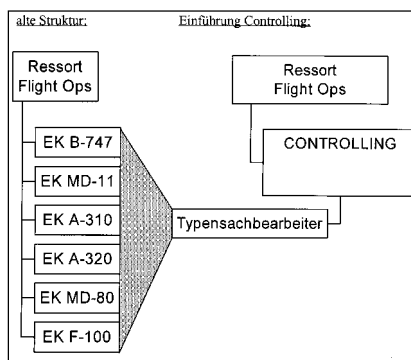 alte Struktur:
Einführung Controlling:
Ressort
Flight Ops
EK B-747
EK MD-11
EK A-310
EK A-320
EK MD-80
EK F-100
Ressort
Flight Ops
CONTROLLING
Typensachbearbeiter